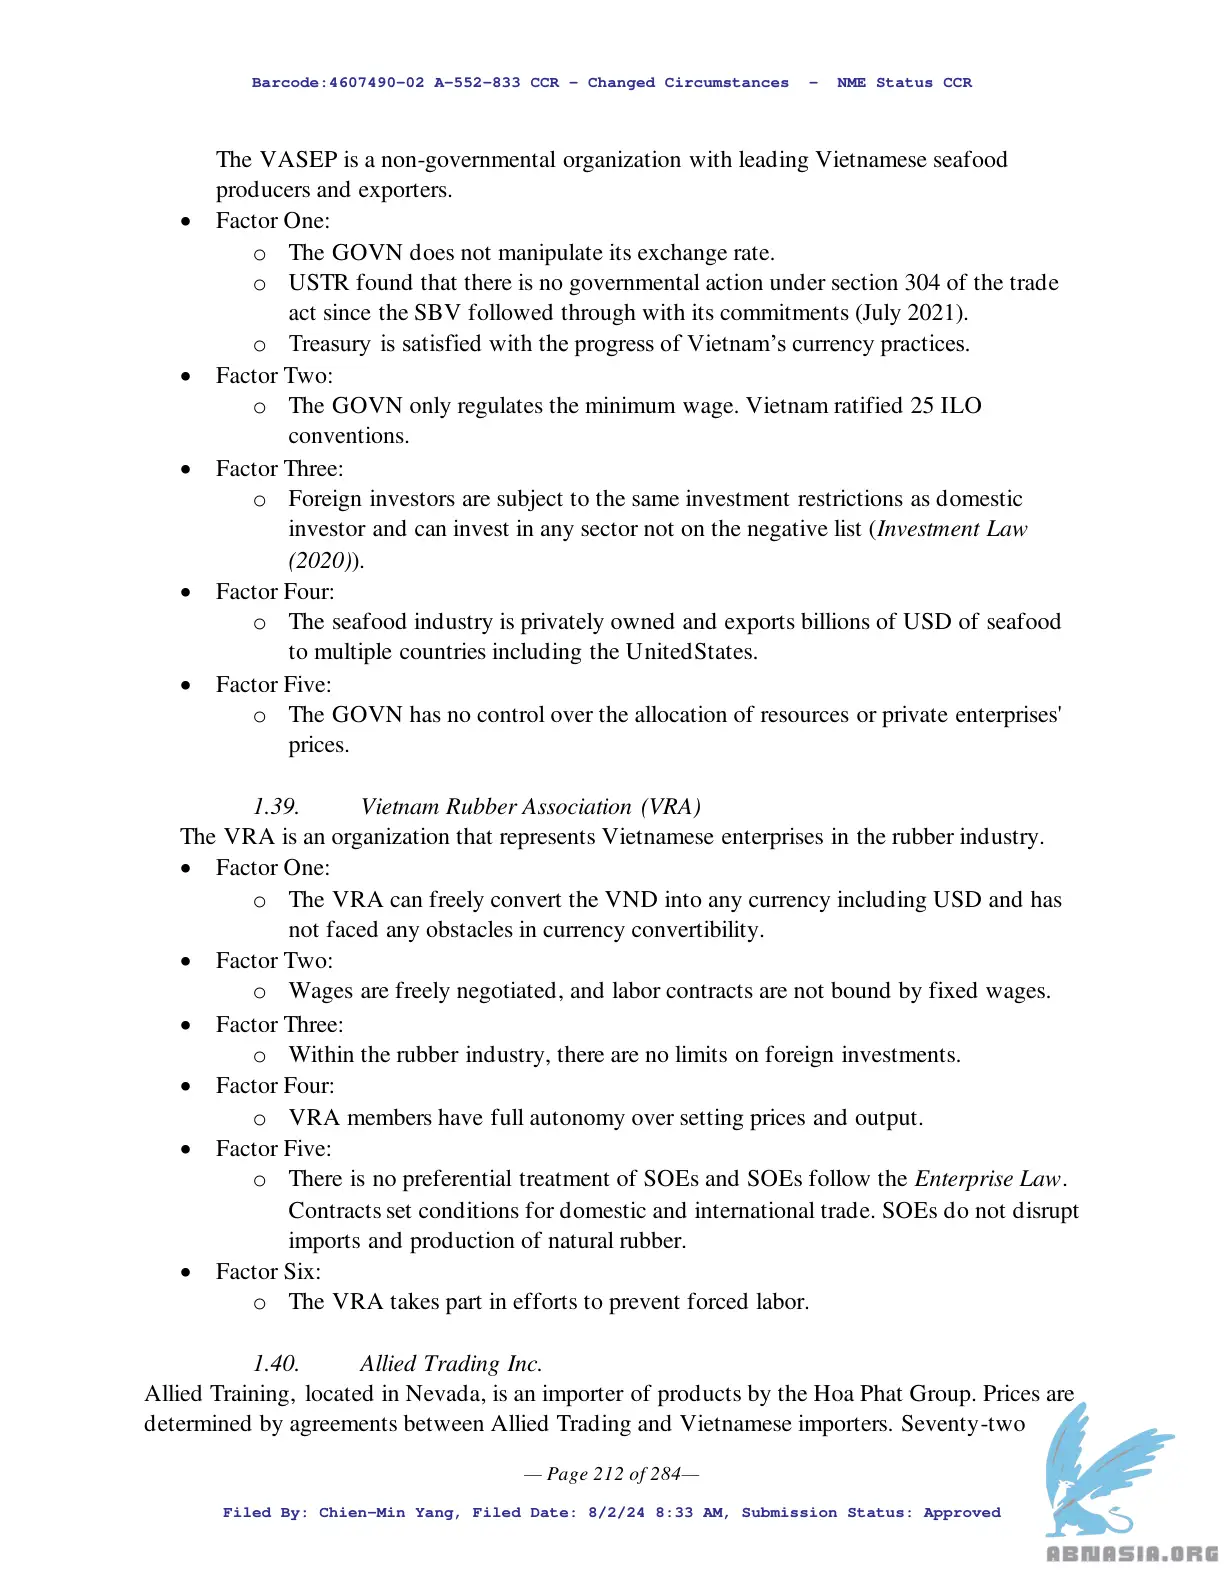 Barcode:4607490-02 A-552-833 CCR - Changed Circumstances - NME Status CCR
The VASEP is a non-governmental organization with leading Vietnamese seafood
producers and exporters.
• Factor One:
o The GOVN does not manipulate its exchange rate.
o USTR found that there is no governmental action under section 304 of the trade
act since the SBV followed through with its commitments (July 2021).
o Treasury is satisfied with the progress of Vietnam’s currency practices.
• Factor Two:
o The GOVN only regulates the minimum wage. Vietnam ratified 25 ILO
conventions.
• Factor Three:
o Foreign investors are subject to the same investment restrictions as domestic
investor and can invest in any sector not on the negative list (Investment Law
(2020)).
• Factor Four:
o The seafood industry is privately owned and exports billions of USD of seafood
to multiple countries including the UnitedStates.
• Factor Five:
o The GOVN has no control over the allocation of resources or private enterprises'
prices.
1.39. Vietnam Rubber Association (VRA)
The VRA is an organization that represents Vietnamese enterprises in the rubber industry.
• Factor One:
o The VRA can freely convert the VND into any currency including USD and has
not faced any obstacles in currency convertibility.
• Factor Two:
o Wages are freely negotiated, and labor contracts are not bound by fixed wages.
• Factor Three:
o Within the rubber industry, there are no limits on foreign investments.
• Factor Four:
o VRA members have full autonomy over setting prices and output.
• Factor Five:
o There is no preferential treatment of SOEs and SOEs follow the Enterprise Law.
Contracts set conditions for domestic and international trade. SOEs do not disrupt
imports and production of natural rubber.
• Factor Six:
o The VRA takes part in efforts to prevent forced labor.
1.40. Allied Trading Inc.
Allied Training, located in Nevada, is an importer of products by the Hoa Phat Group. Prices are
determined by agreements between Allied Trading and Vietnamese importers. Seventy-two
— Page 212 of 284—
Filed By: Chien-Min Yang, Filed Date: 8/2/24 8:33 AM, Submission Status: Approved
ABNASIA.ORG